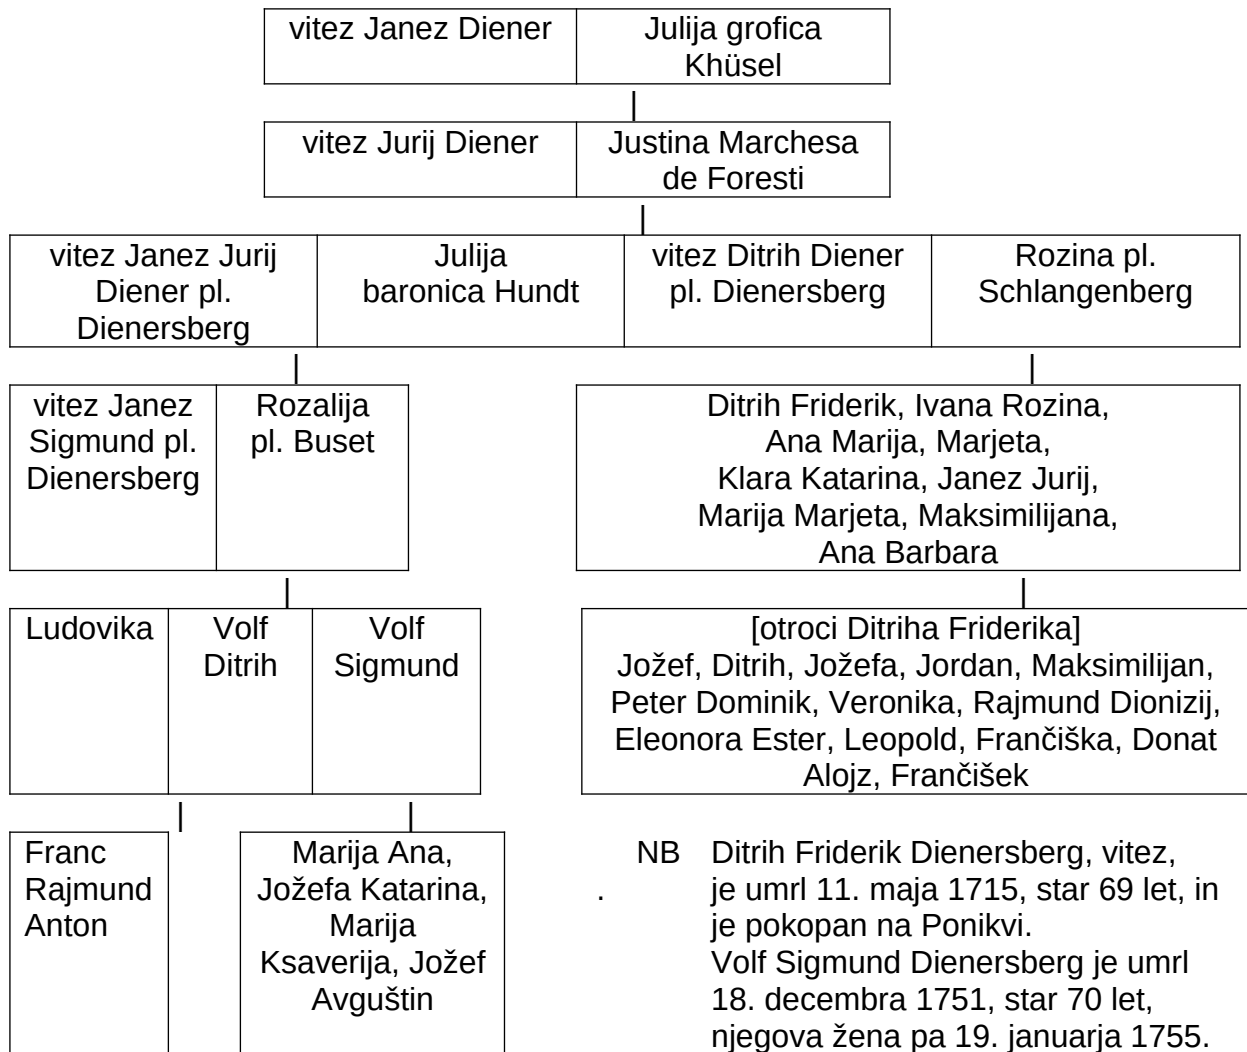 vitez Janez Diener
Julija grofica
Khüsel
vitez Jurij Diener
Justina Marchesa
de Foresti
vitez Janez Jurij
Diener pl.
Dienersberg
Julija
baronica Hundt
vitez Ditrih Diener
pl. Dienersberg
Rozina pl.
Schlangenberg
vitez Janez
Sigmund pl.
Dienersberg
Rozalija
pl. Buset
Ditrih Friderik, Ivana Rozina,
Ana Marija, Marjeta,
Klara Katarina, Janez Jurij,
Marija Marjeta, Maksimilijana,
Ana Barbara
Ludovika
Volf
Ditrih
Volf
Sigmund
[otroci Ditriha Friderika]
Jožef, Ditrih, Jožefa, Jordan, Maksimilijan,
Peter Dominik, Veronika, Rajmund Dionizij,
Eleonora Ester, Leopold, Frančiška, Donat
Alojz, Frančišek
Franc
Rajmund
Anton
Marija Ana,
Jožefa Katarina,
Marija
Ksaverija, Jožef
Avguštin
NB
.
Ditrih Friderik Dienersberg, vitez,
je umrl 11. maja 1715, star 69 let, in
je pokopan na Ponikvi.
Volf Sigmund Dienersberg je umrl
18. decembra 1751, star 70 let,
njegova žena pa 19. januarja 1755.